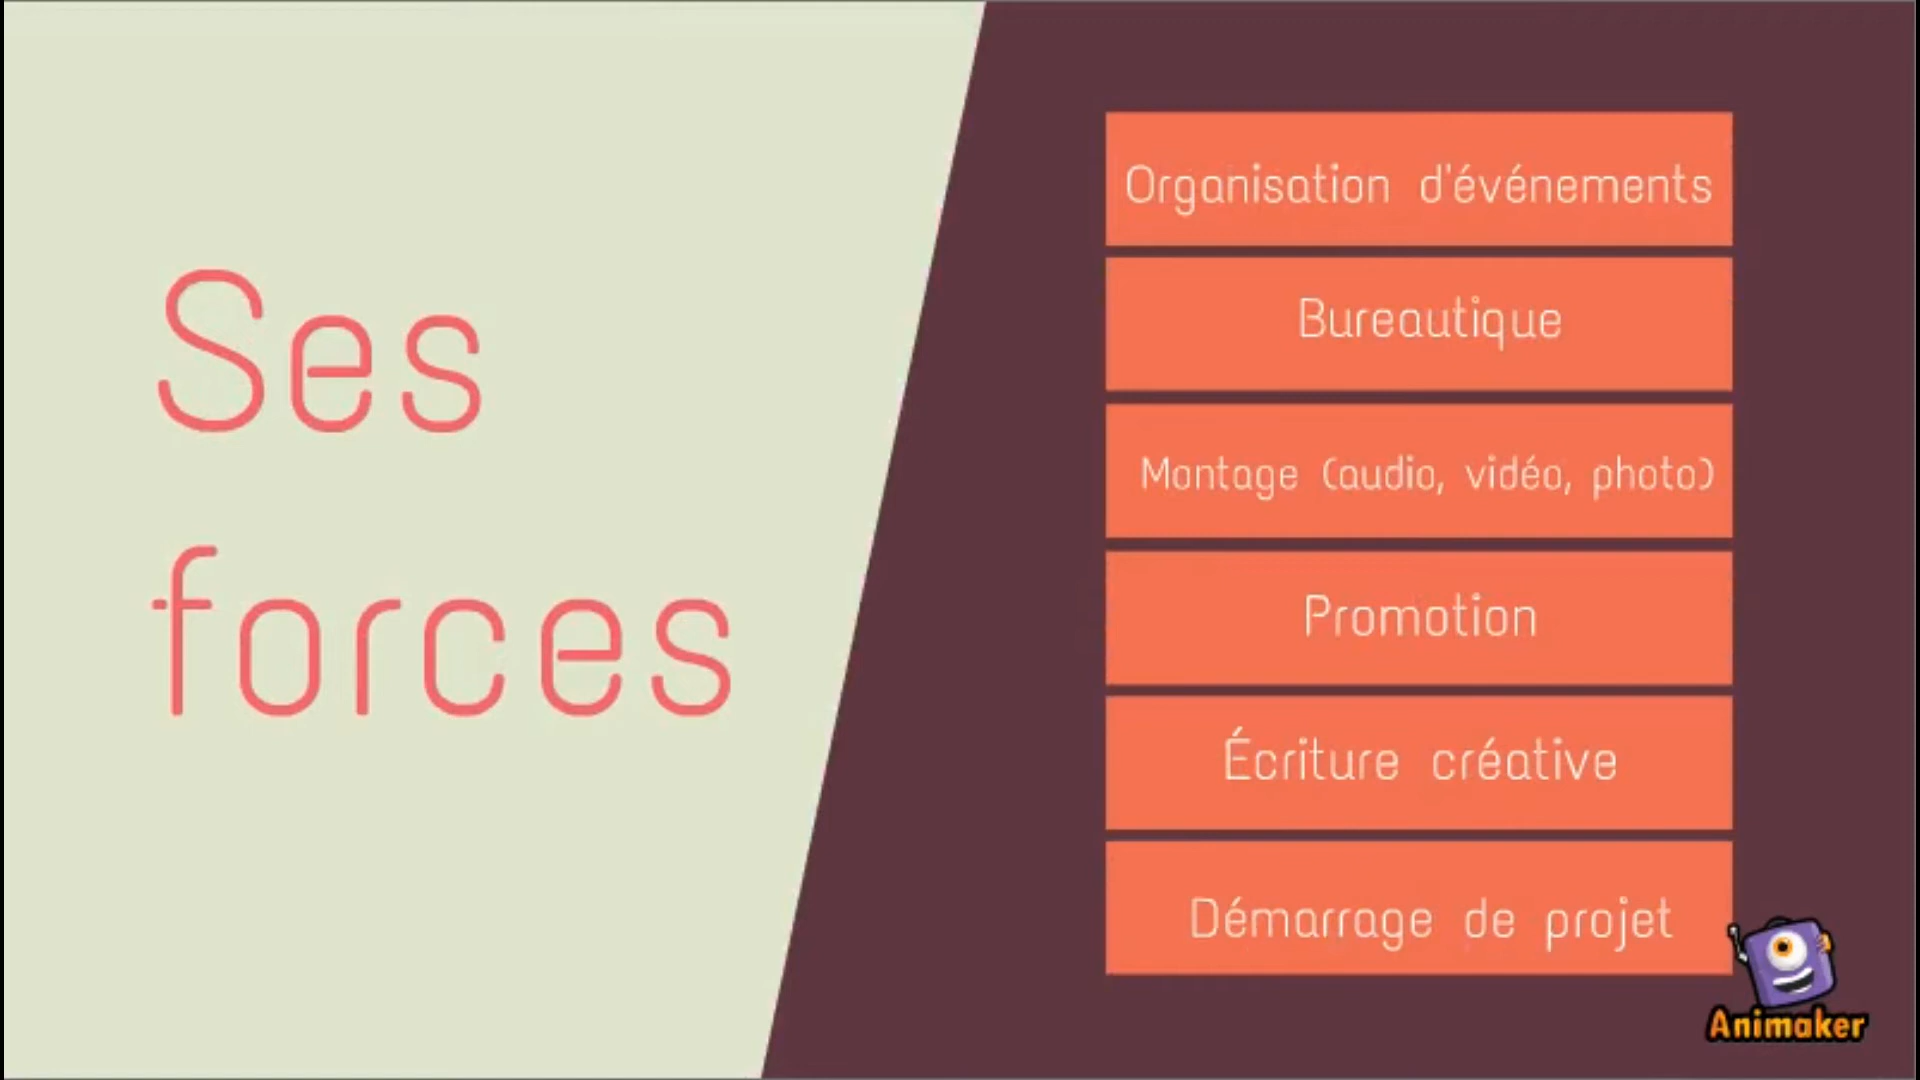 Ses
forces
Organisation d'événements
Bureautique
Montage (audio, vidéo, photo)
Promotion
Écriture créative
Démarrage de projet
Animaker